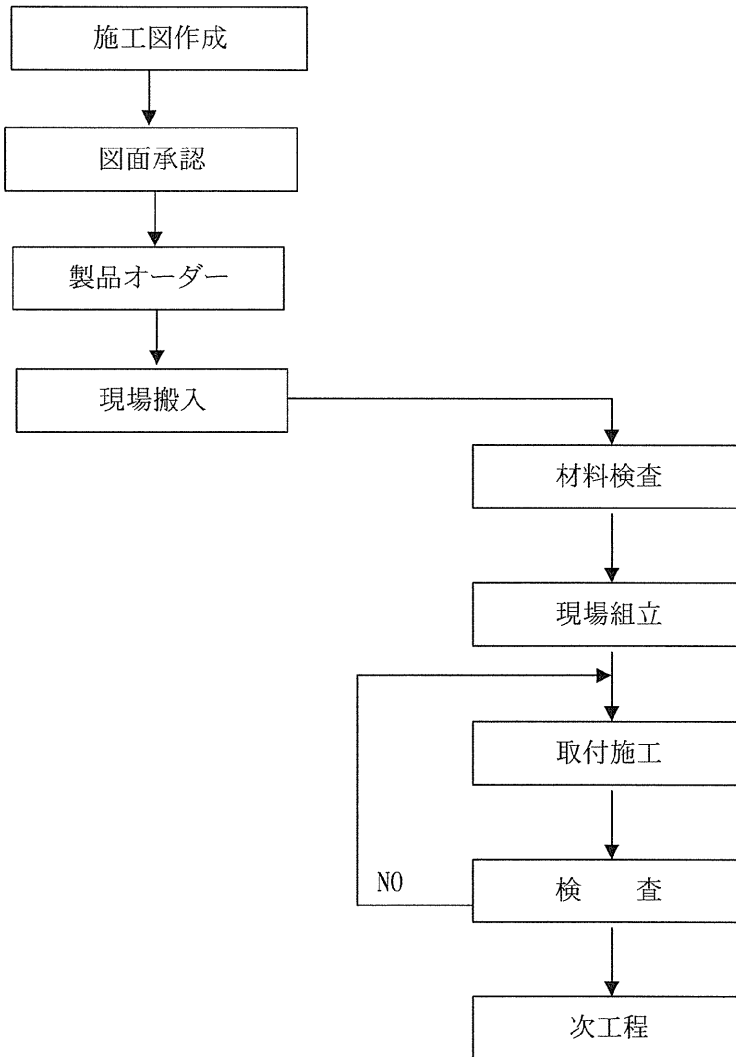 施工図作成
図面承認
製品オーダー
現場搬入
材料検査
現場組立
取付施工
NO
検　　査
次工程